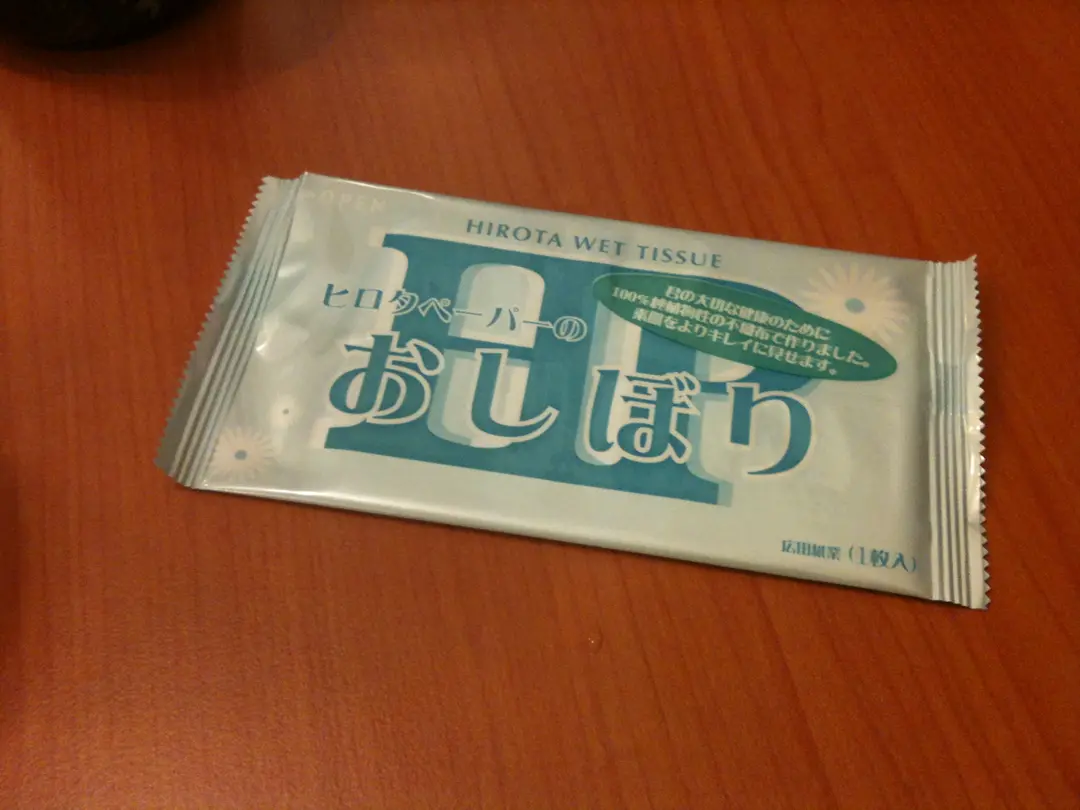 OPEN
HIROTA WET TISSUE
HP
ヒロタペーパーの
おしぼり
君の大切な健康のために
100%純植物性の不織布で作りました。
素顔をよりキレイに見せます。
広田紙業 (1枚入)